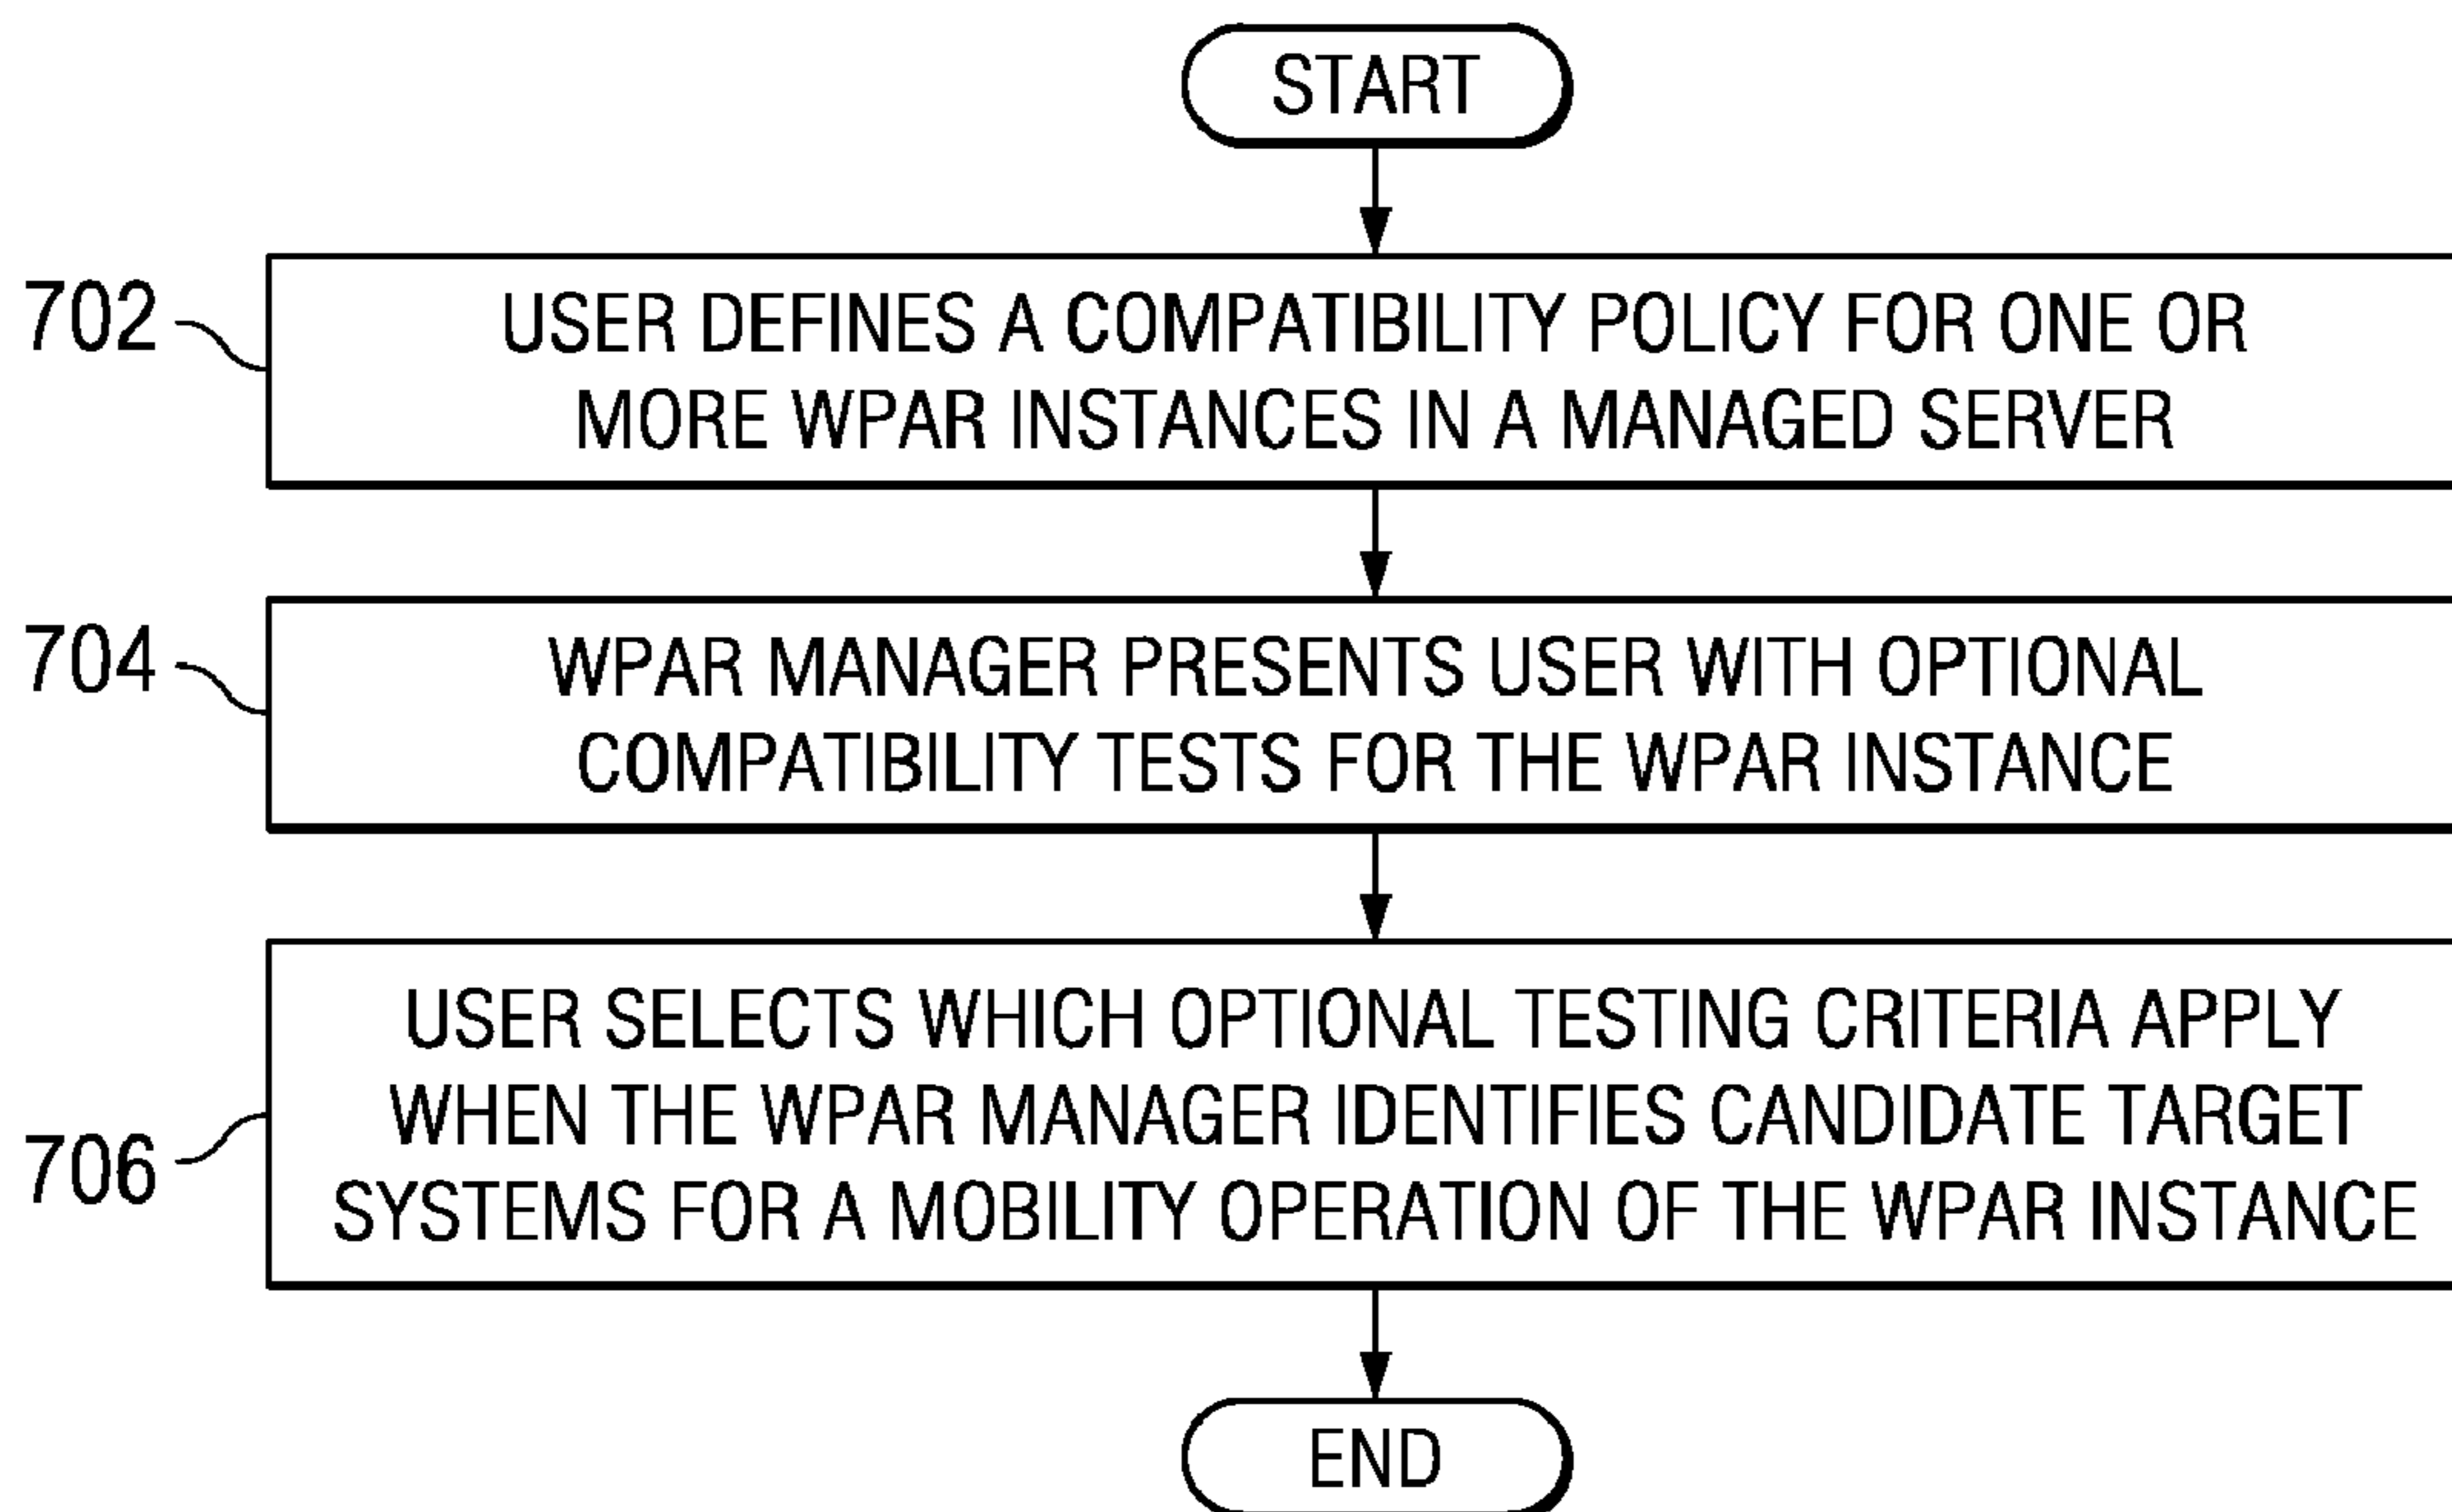 START
702
USER DEFINES A COMPATIBILITY POLICY FOR ONE OR
MORE WPAR INSTANCES IN A MANAGED SERVER
704
WPAR MANAGER PRESENTS USER WITH OPTIONAL
COMPATIBILITY TESTS FOR THE WPAR INSTANCE
706
USER SELECTS WHICH OPTIONAL TESTING CRITERIA APPLY
WHEN THE WPAR MANAGER IDENTIFIES CANDIDATE TARGET
SYSTEMS FOR A MOBILITY OPERATION OF THE WPAR INSTANCE
END